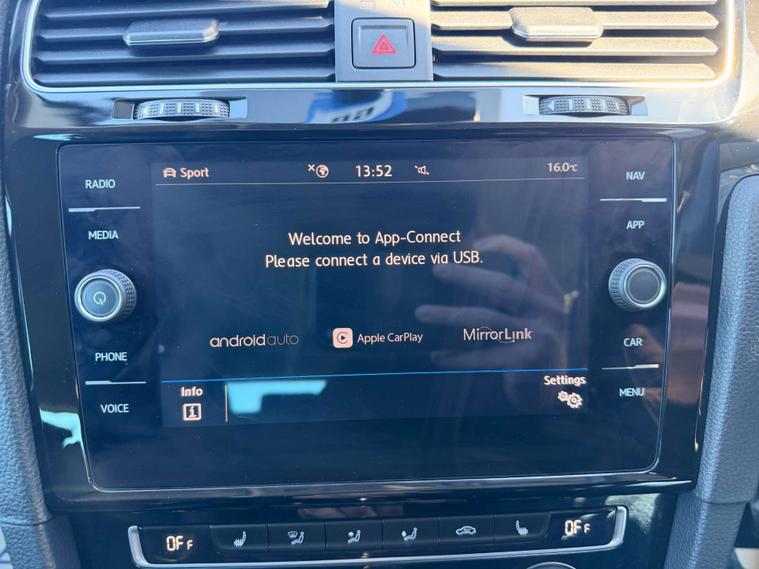 RADIO
MEDIA
PHONE
VOICE
Sport
13:52
16.0°C
Welcome to App-Connect
Please connect a device via USB.
androidauto
Apple CarPlay
MirrorLink
Info
Settings
NAV
APP
CAR
MENU
OFF
OFF